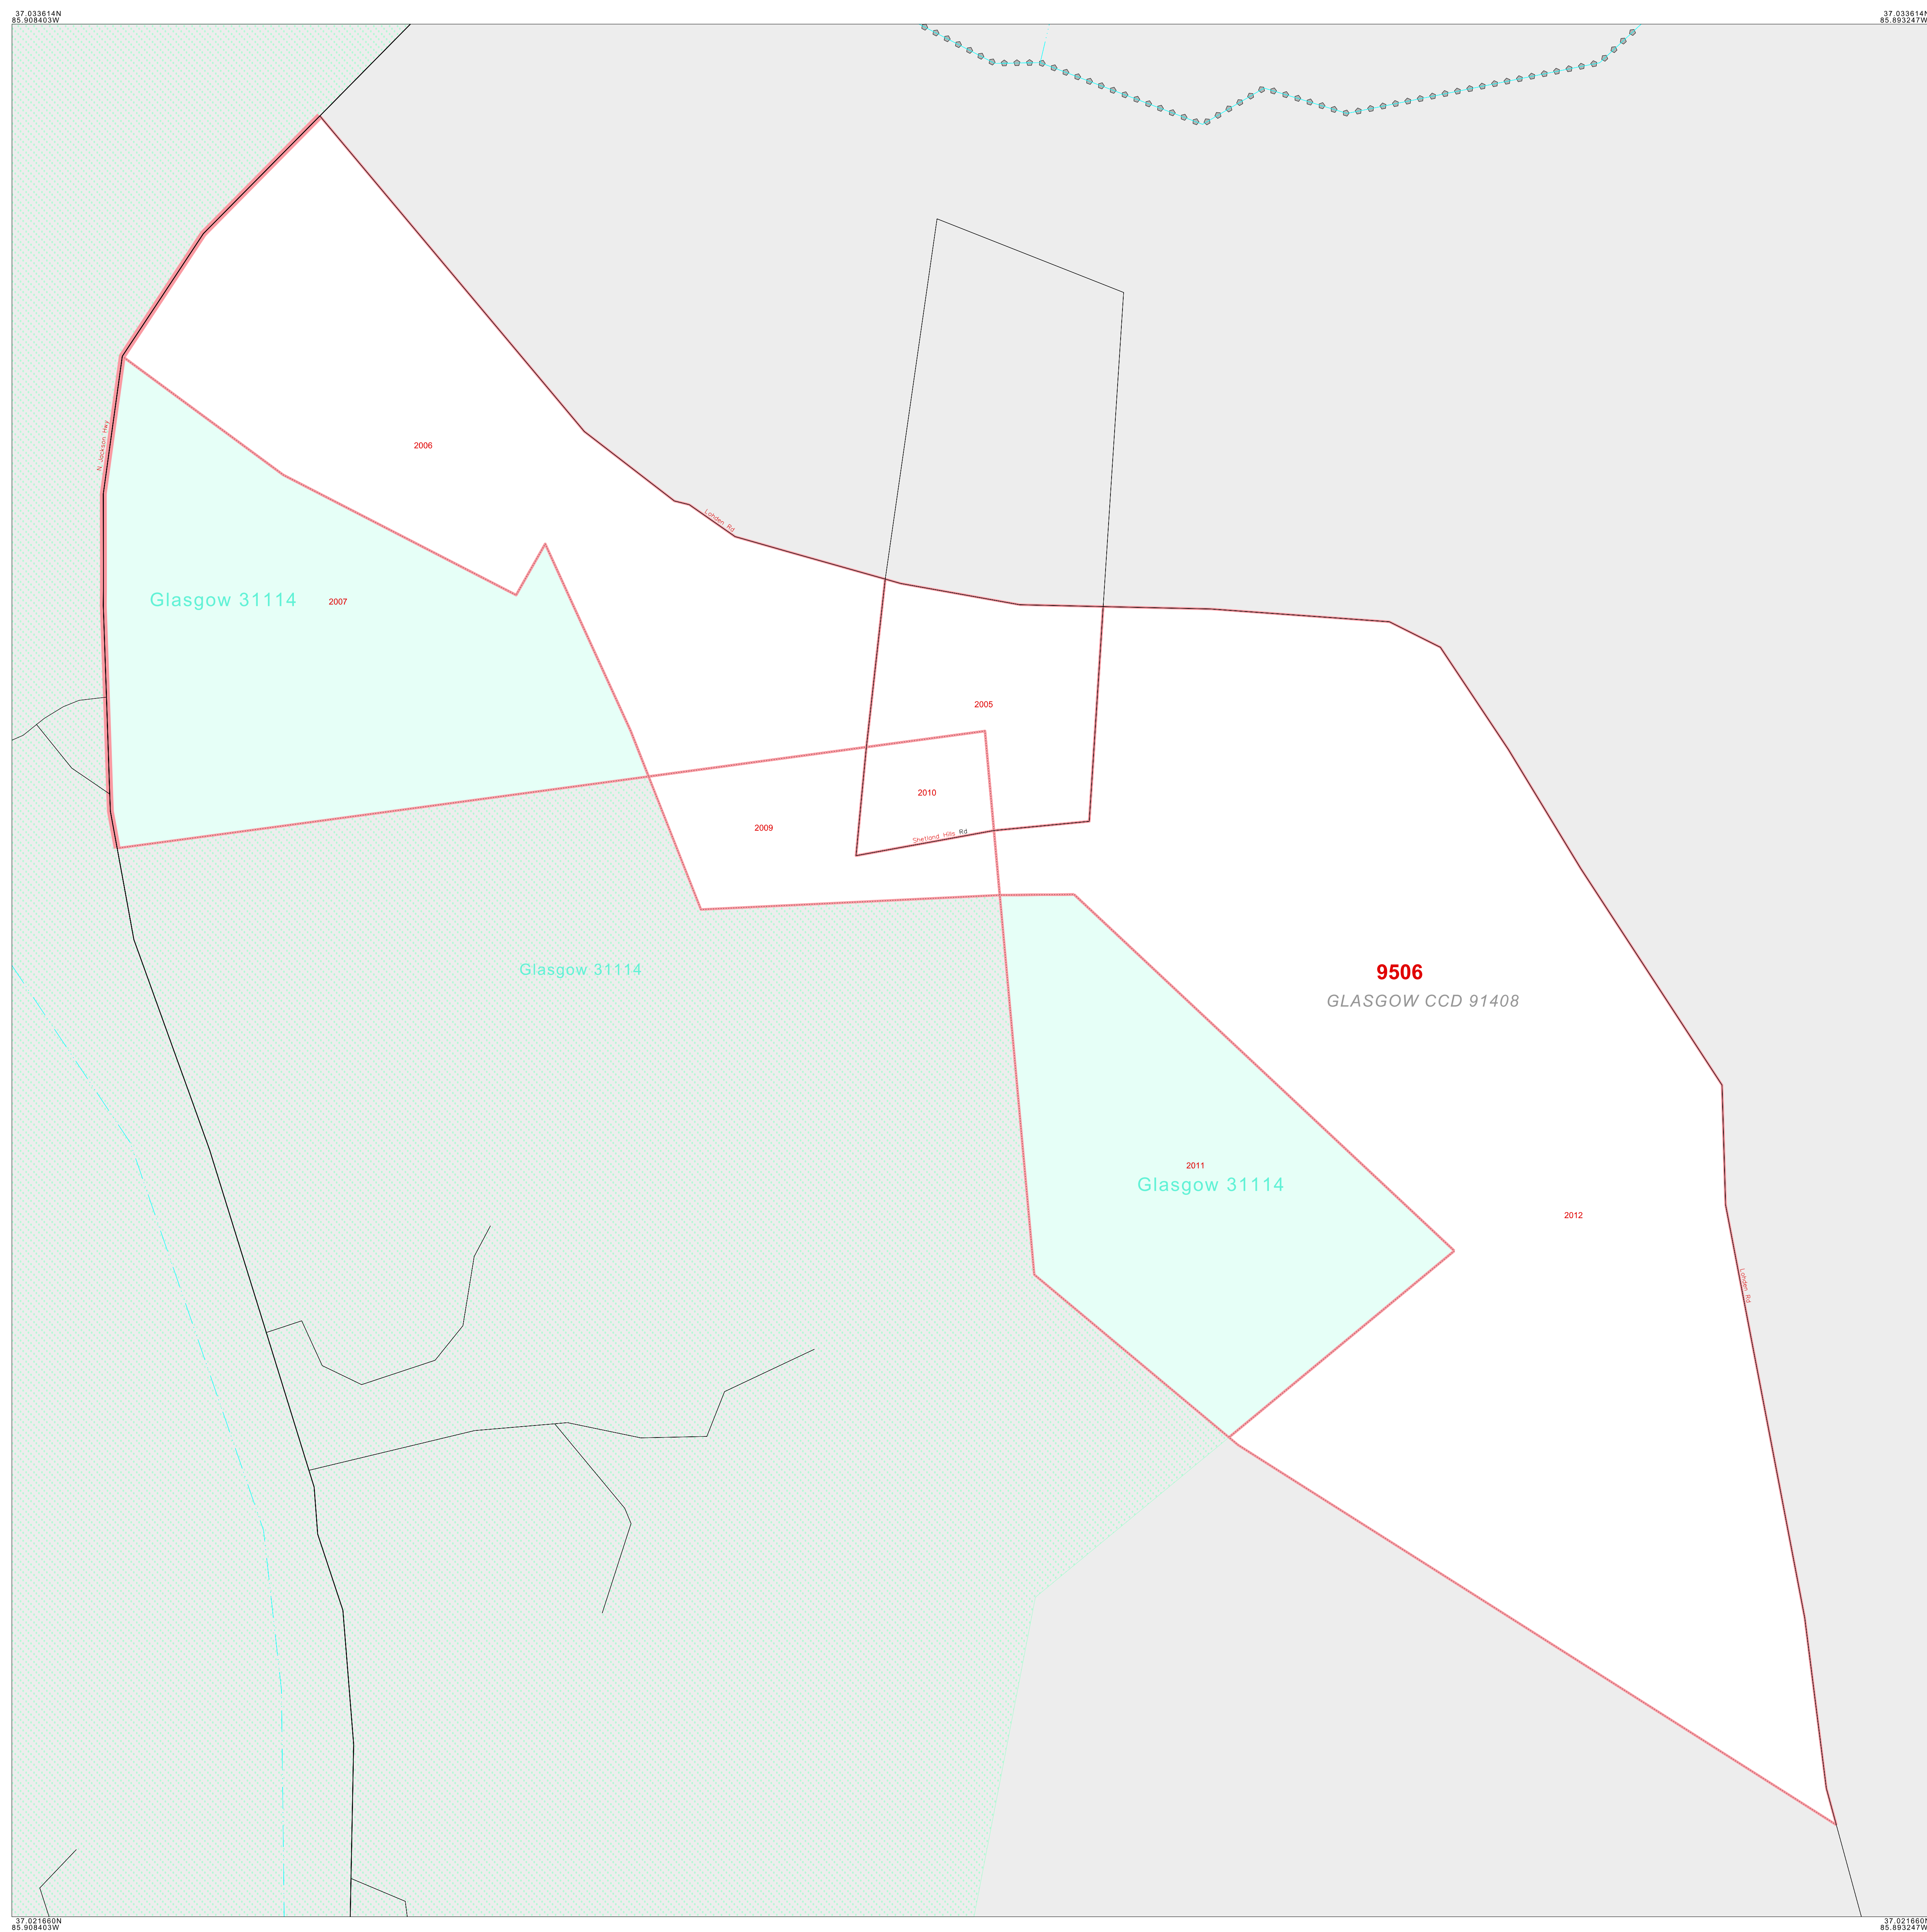 37.033614N
85.908403W
37.033614N
85.893247W
N Jackson Hwy
2006
Lohden Rd
Glasgow 31114
2007
2005
2010
2009
Shetland Hills Rd
Glasgow 31114
9506
GLASGOW CCD 91408
2011
Glasgow 31114
2012
Lohden Rd
37.021660N
85.908403W
37.021660N
85.893247W